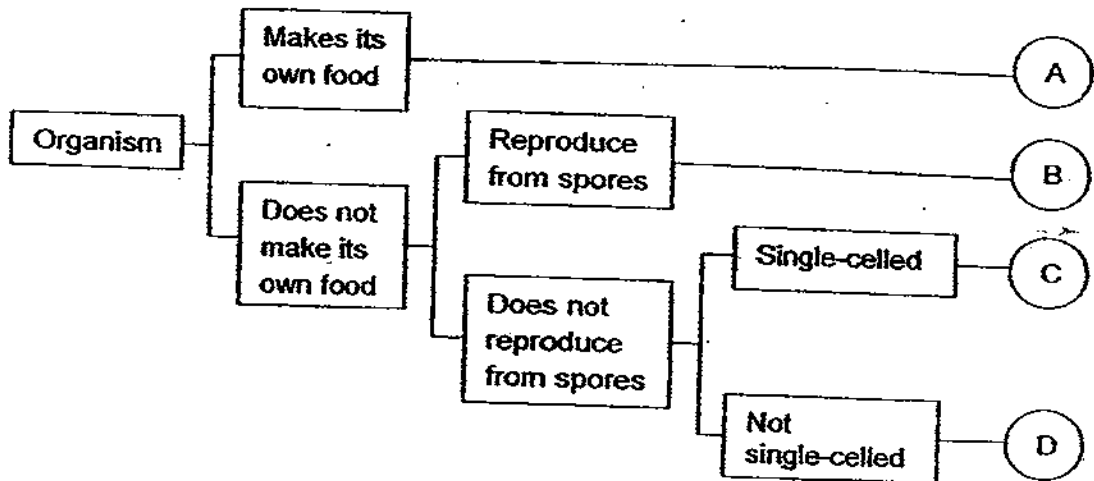 Makes its
own food
A
Organism
Reproduce
from spores
B
Does not
make its
own food
Single-celled
C
Does not
reproduce
from spores
Not
single-celled
D